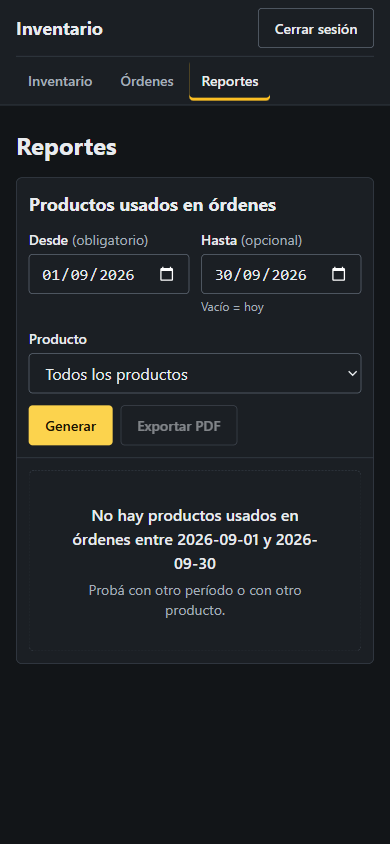 Inventario
Cerrar sesión
Inventario
Órdenes
Reportes
Reportes
Productos usados en órdenes
Desde (obligatorio)
Hasta (opcional)
01/09/2026
30/09/2026
Vacío = hoy
Producto
Todos los productos
Generar
Exportar PDF
No hay productos usados en
órdenes entre 2026-09-01 y 2026-
09-30
Probá con otro período o con otro
producto.